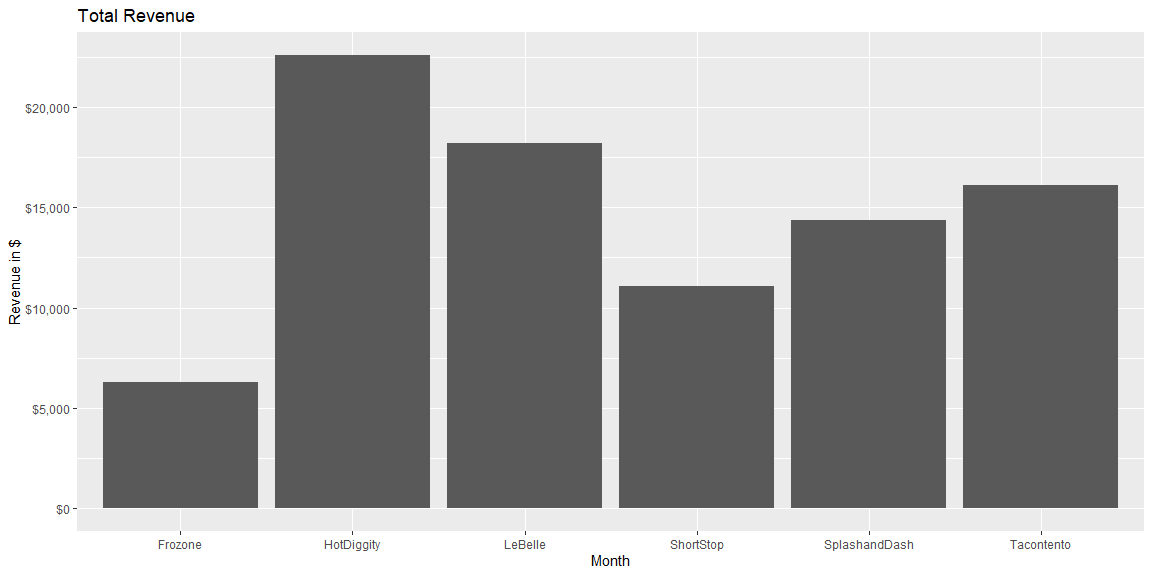 Total Revenue
Revenue in $
$20,000
$15,000
$10,000
$5,000
$0
Frozone HotDiggity LeBelle ShortStop SplashandDash Tacontento
Month